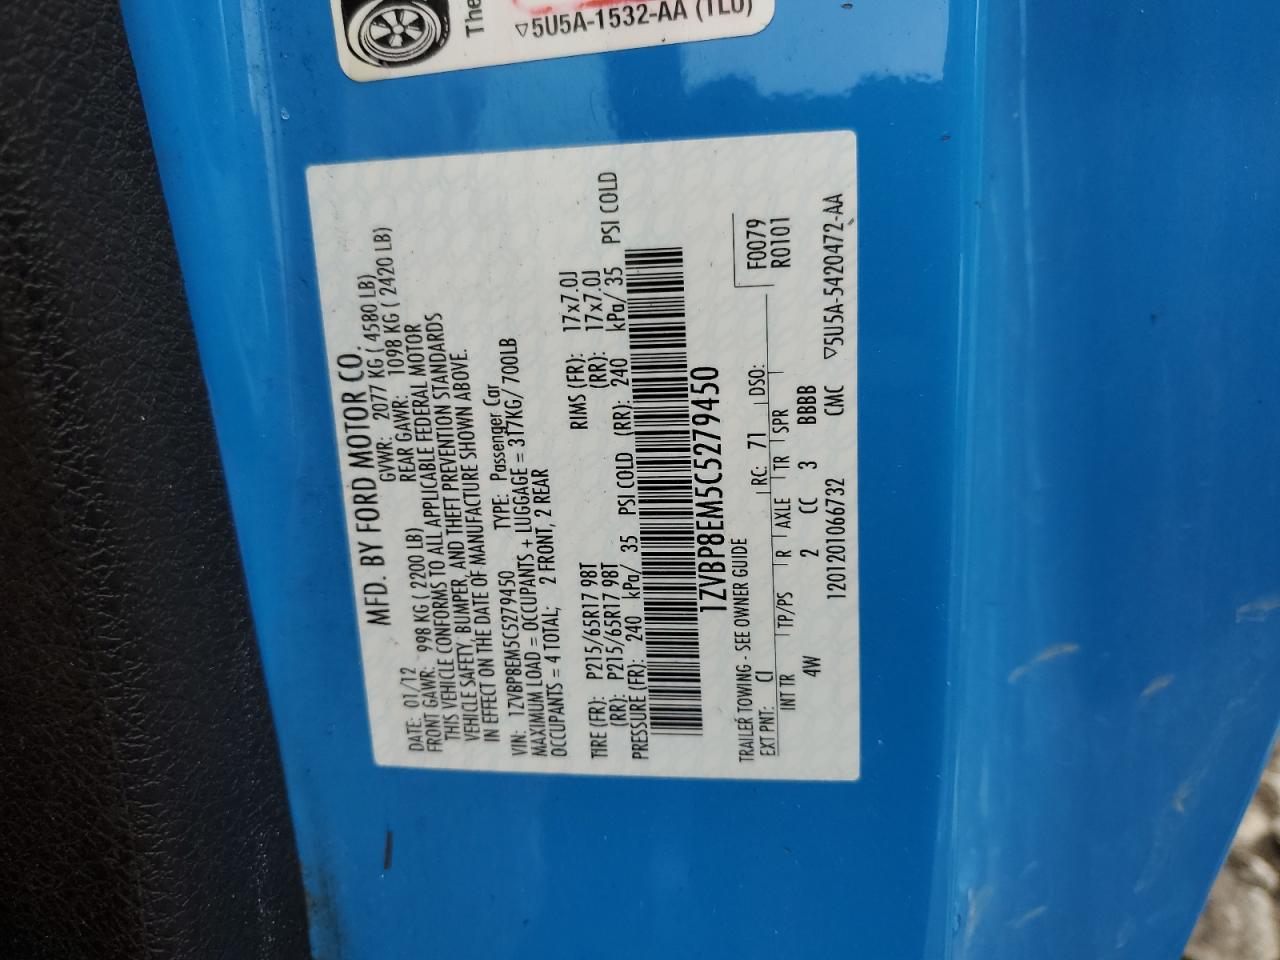 The
▽5U5A-1532-AA (TLU)
MFD. BY FORD MOTOR CO.
DATE: 01/12 GVWR: 2077 KG ( 4580 LB)
FRONT GAWR: 998 KG ( 2200 LB) REAR GAWR: 1098 KG ( 2420 LB)
THIS VEHICLE CONFORMS TO ALL APPLICABLE FEDERAL MOTOR
VEHICLE SAFETY, BUMPER, AND THEFT PREVENTION STANDARDS
IN EFFECT ON THE DATE OF MANUFACTURE SHOWN ABOVE.
VIN: 1ZVBP8EM5C5279450 TYPE: Passenger Car
MAXIMUM LOAD = OCCUPANTS + LUGGAGE = 317KG/ 700LB
OCCUPANTS = 4 TOTAL; 2 FRONT, 2 REAR
TIRE (FR): P215/65R17 98T RIMS (FR): 17x7.0J
(RR): P215/65R17 98T (RR): 17x7.0J
PRESSURE (FR): 240 kPa/ 35 PSI COLD (RR): 240 kPa/ 35 PSI COLD
1ZVBP8EM5C5279450
TRAILER TOWING - SEE OWNER GUIDE
F0079
EXT PNT: CI RC: 71 DSO: R0101
INT TR TP/PS R AXLE TR SPR
4W 2 CC 3 BBBB
1201201066732 CMC ▽5U5A-5420472-AA